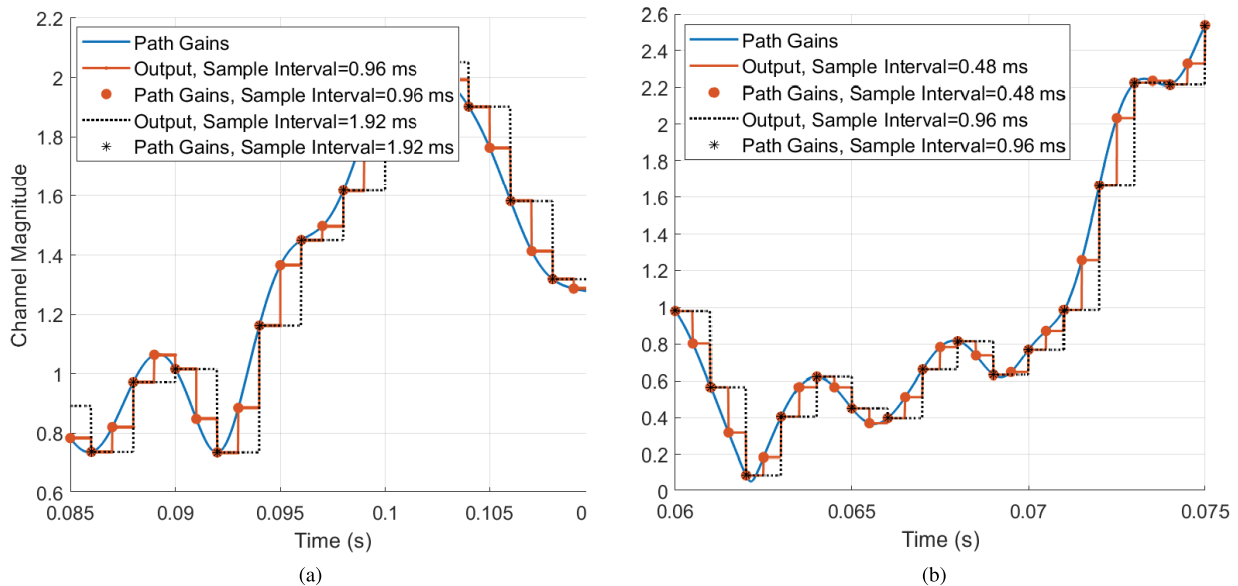 2.2
2
1.8
1.6
1.4
1.2
1
0.8
0.6
Channel Magnitude
Path Gains
Output, Sample Interval=0.96 ms
Path Gains, Sample Interval=0.96 ms
Output, Sample Interval=1.92 ms
Path Gains, Sample Interval=1.92 ms
0.085
0.09
0.095
0.1
0.105
0
Time (s)
(a)
2.6
2.4
2.2
2
1.8
1.6
1.4
1.2
1
0.8
0.6
0.4
0.2
0
Path Gains
Output, Sample Interval=0.48 ms
Path Gains, Sample Interval=0.48 ms
Output, Sample Interval=0.96 ms
Path Gains, Sample Interval=0.96 ms
0.06
0.065
0.07
0.075
Time (s)
(b)